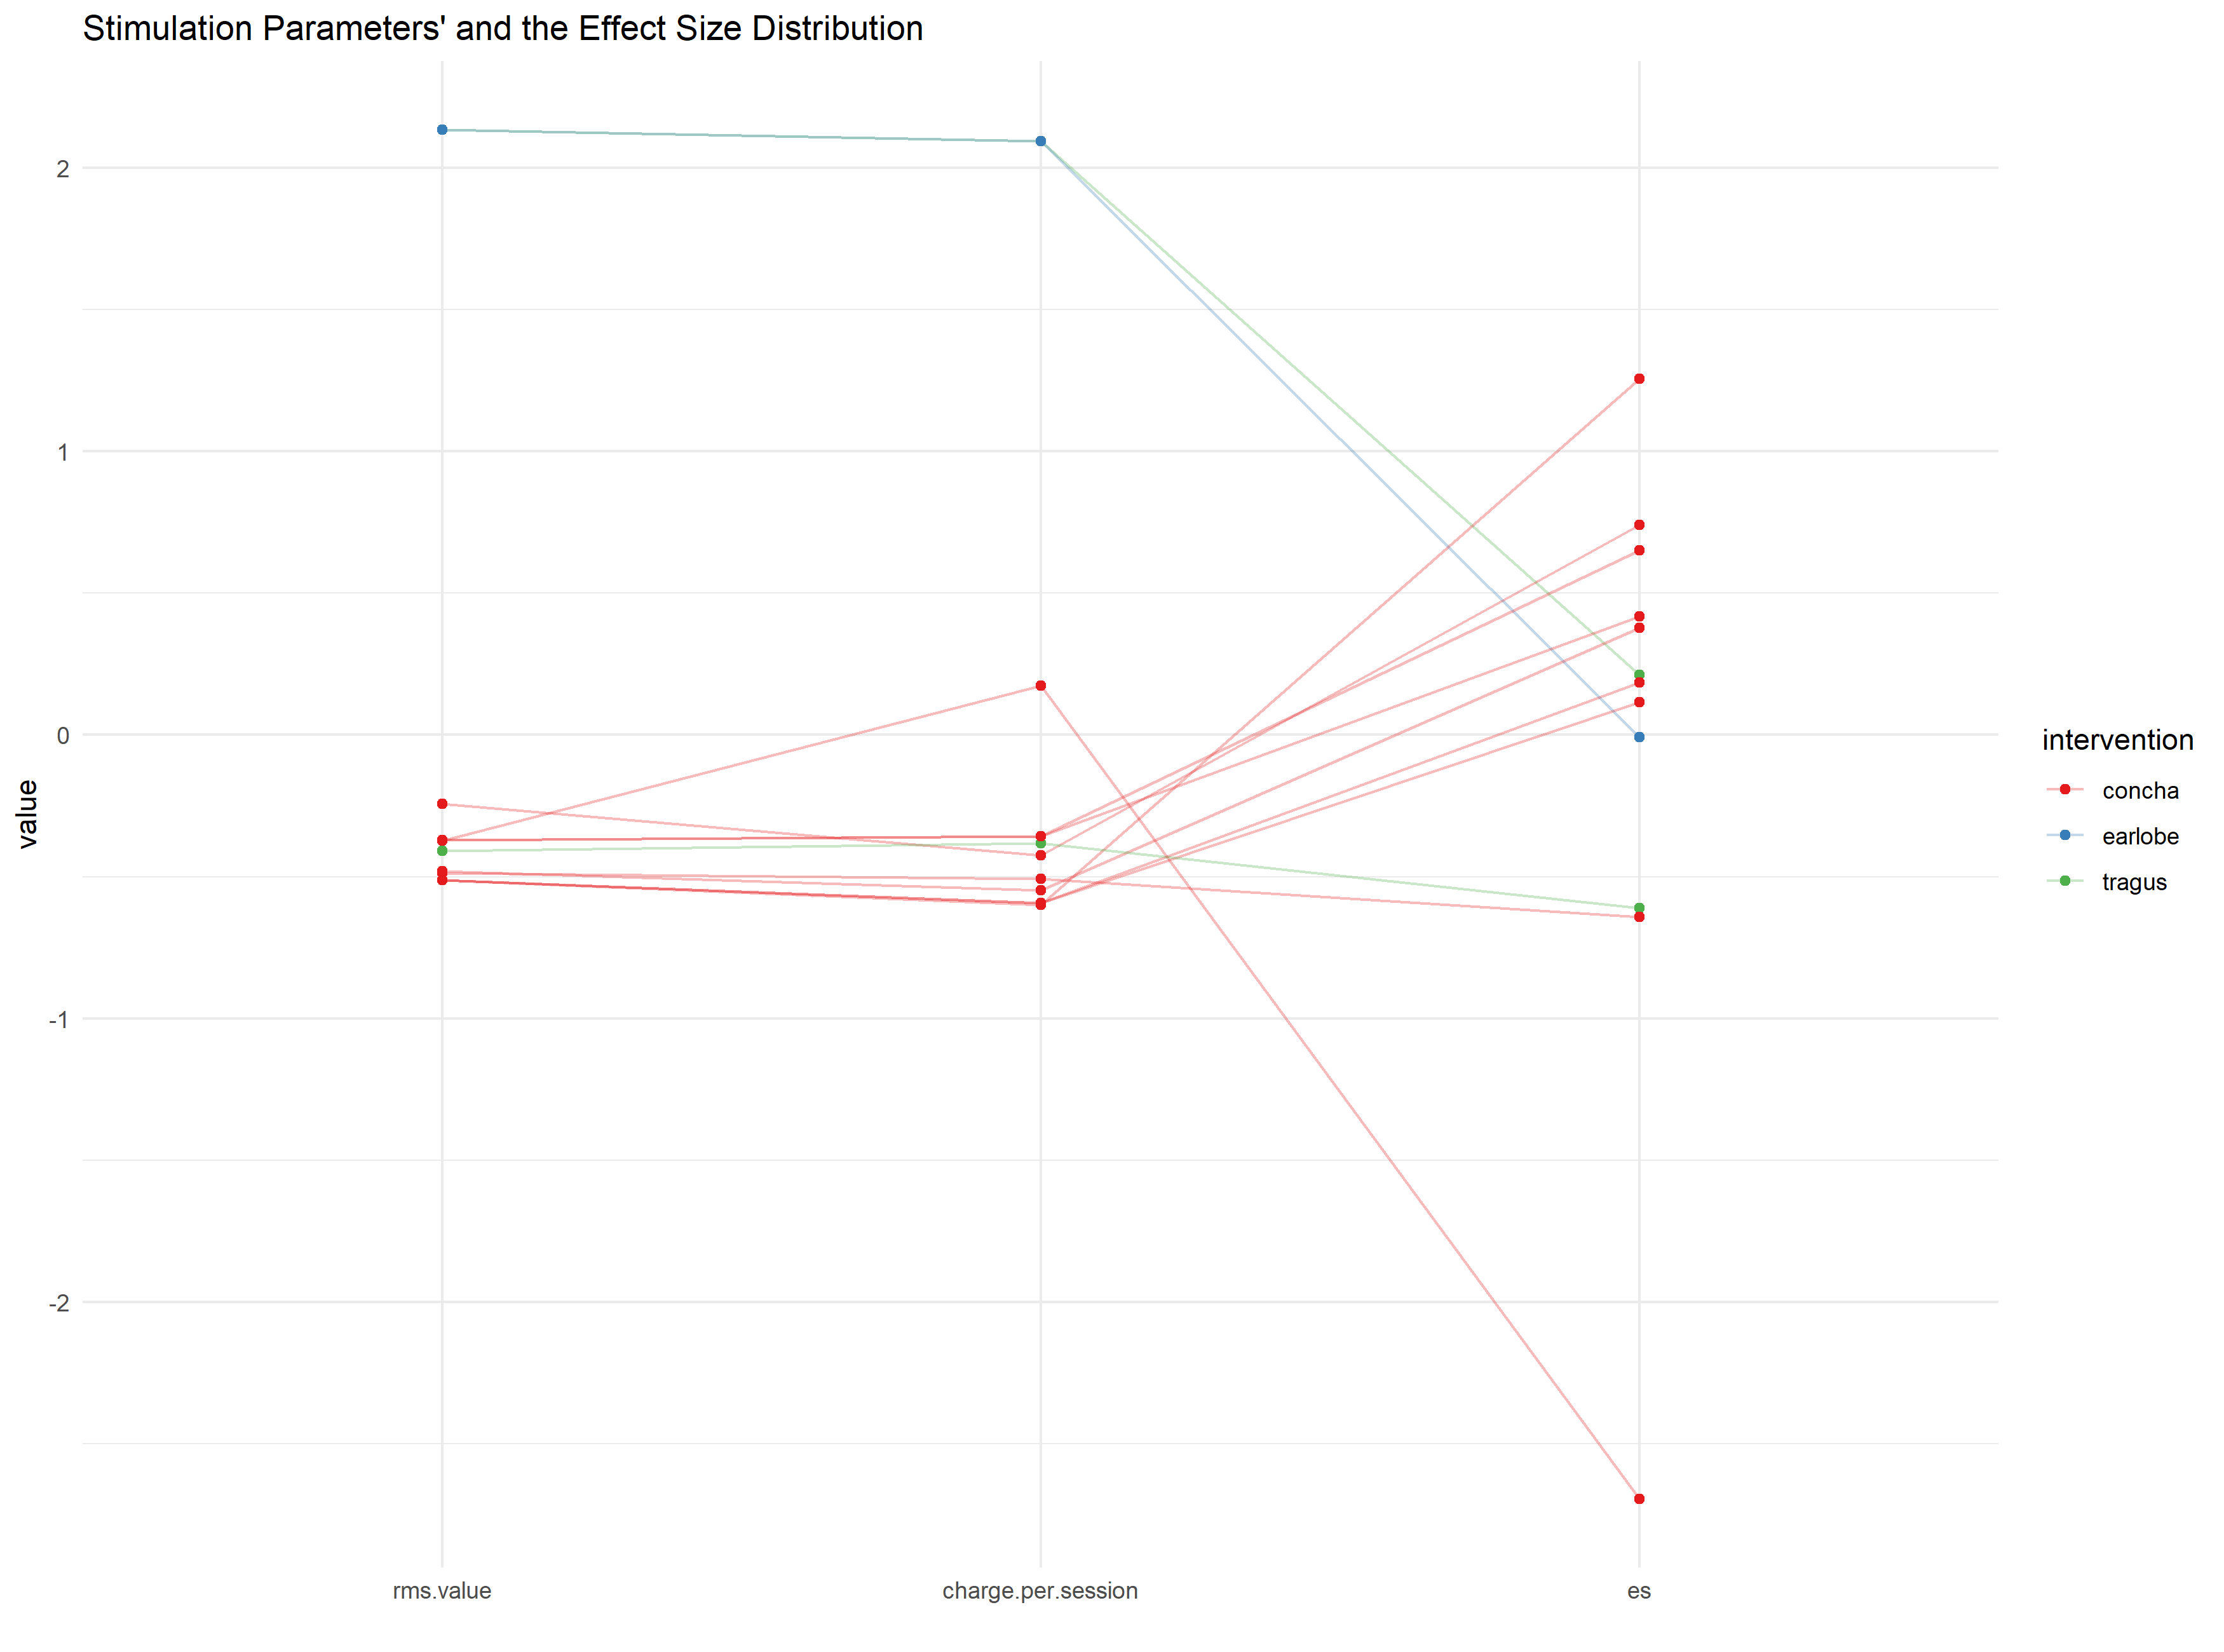 Stimulation Parameters' and the Effect Size Distribution
2
1
0
-1
-2
value
rms.value
charge.per.session
es
intervention
concha
earlobe
tragus